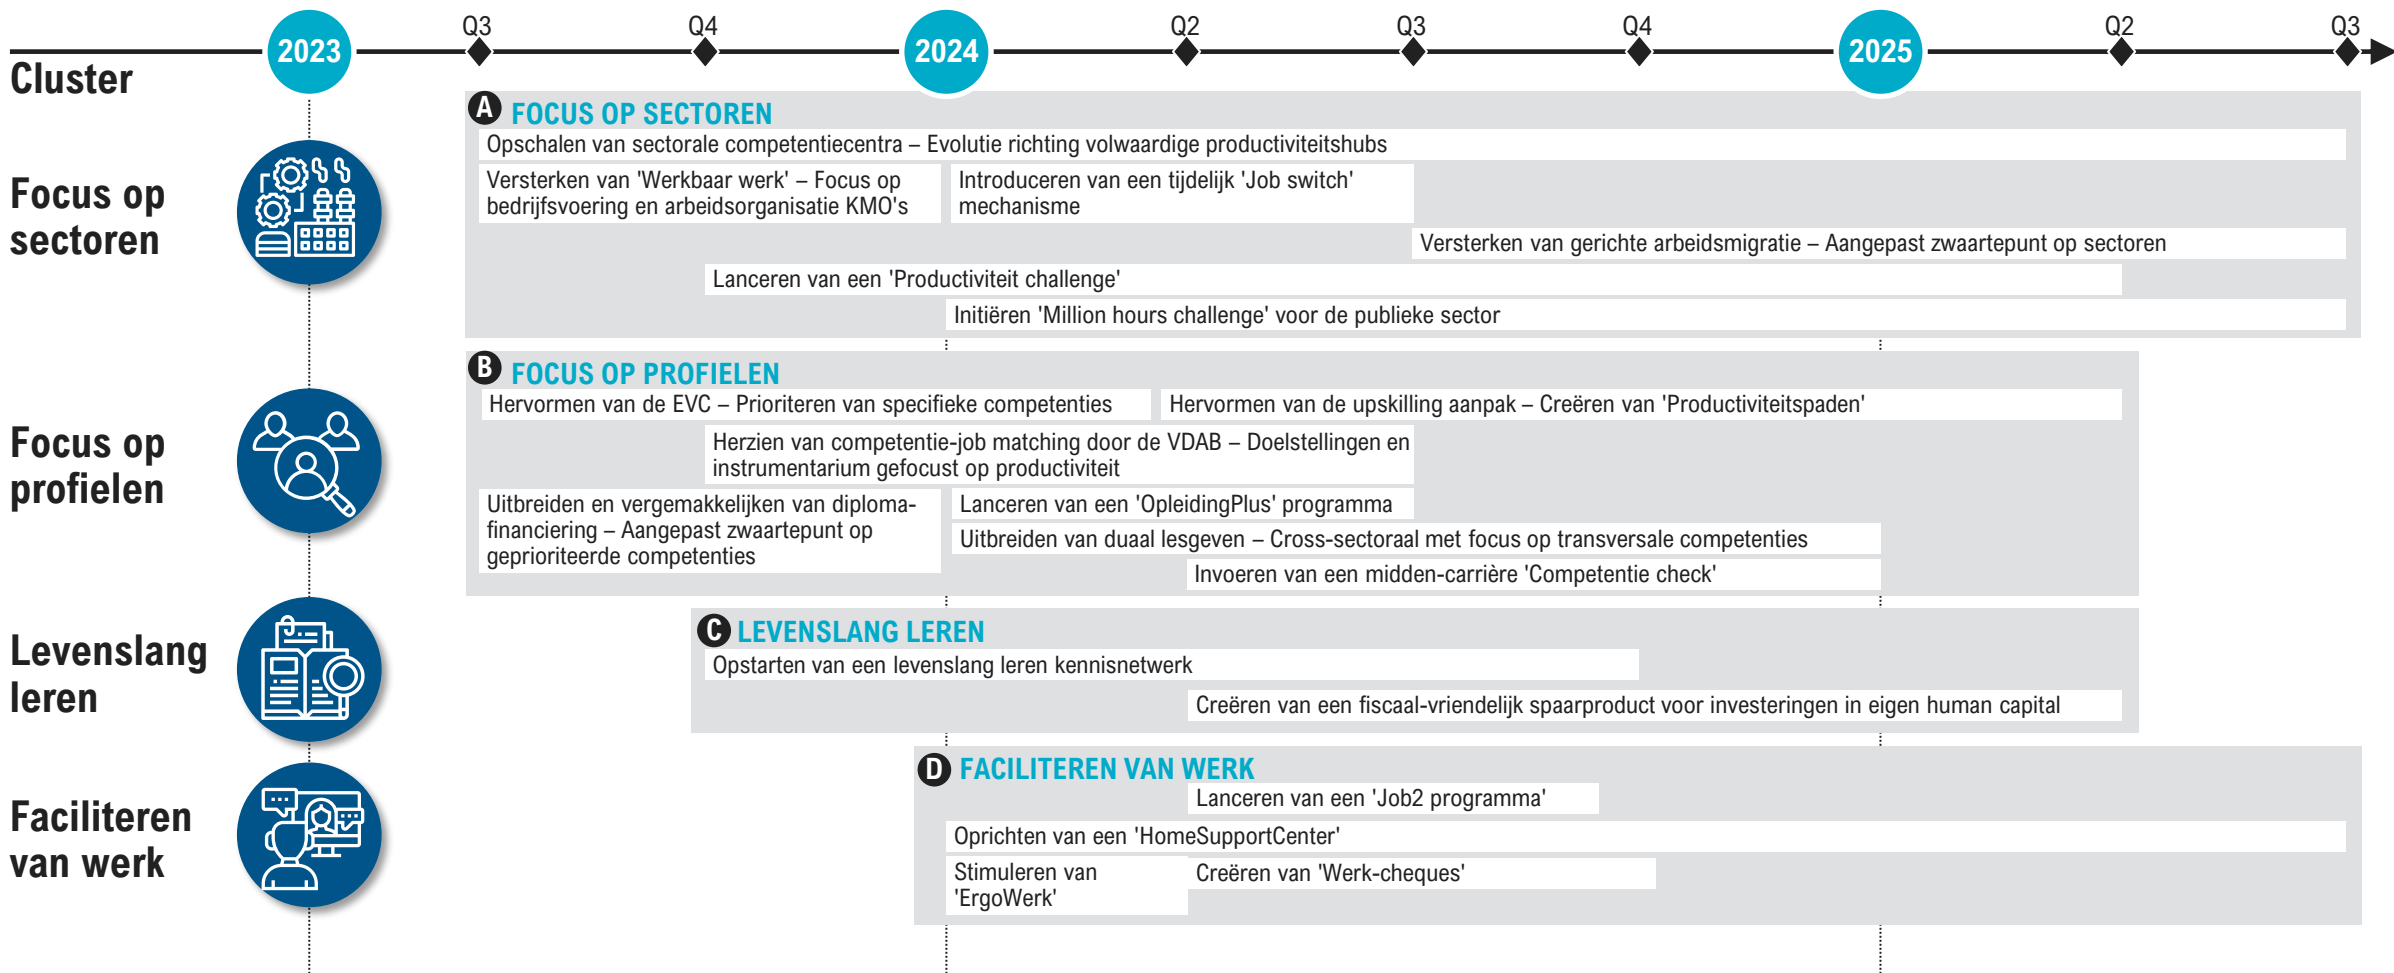 2023
Q3
Q4
2024
Q2
Q3
Q4
2025
Q2
Q3
Cluster
A FOCUS OP SECTOREN
Opschalen van sectorale competentiecentra – Evolutie richting volwaardige productiviteitshubs
Focus op
sectoren
Versterken van 'Werkbaar werk' – Focus op
bedrijfsvoering en arbeidsorganisatie KMO's
Introduceren van een tijdelijk 'Job switch'
mechanisme
Versterken van gerichte arbeidsmigratie – Aangepast zwaartepunt op sectoren
Lanceren van een 'Productiviteit challenge'
Initiëren 'Million hours challenge' voor de publieke sector
B FOCUS OP PROFIELEN
Hervormen van de EVC – Prioriteren van specifieke competenties
Hervormen van de upskilling aanpak – Creëren van 'Productiviteitspaden'
Focus op
profielen
Herzien van competentie-job matching door de VDAB – Doelstellingen en
instrumentarium gefocust op productiviteit
Uitbreiden en vergemakkelijken van diploma-
financiering – Aangepast zwaartepunt op
geprioriteerde competenties
Lanceren van een 'OpleidingPlus' programma
Uitbreiden van duaal lesgeven – Cross-sectoraal met focus op transversale competenties
Invoeren van een midden-carrière 'Competentie check'
C LEVENSLANG LEREN
Levenslang
leren
Opstarten van een levenslang leren kennisnetwerk
Creëren van een fiscaal-vriendelijk spaarproduct voor investeringen in eigen human capital
D FACILITEREN VAN WERK
Faciliteren
van werk
Lanceren van een 'Job2 programma'
Oprichten van een 'HomeSupportCenter'
Stimuleren van
'ErgoWerk'
Creëren van 'Werk-cheques'